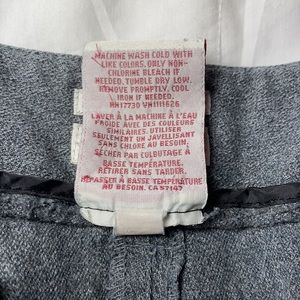 MACHINE WASH COLD WITH
LIKE COLORS. ONLY NON-
CHLORINE BLEACH IF
NEEDED. TUMBLE DRY LOW.
REMOVE PROMPTLY. COOL
IRON IF NEEDED.
RN17730 VM1111626
LAVER À LA MACHINE À L'EAU
FROIDE AVEC DES COULEURS
SIMILAIRES. UTILISER
SEULEMENT UN JAVELLISANT
SANS CHLORE AU BESOIN.
SÉCHER PAR CULBUTAGE À
BASSE TEMPÉRATURE.
RETIRER SANS TARDER.
REPASSER À BASSE TEMPÉRATURE
AU BESOIN. CA57147